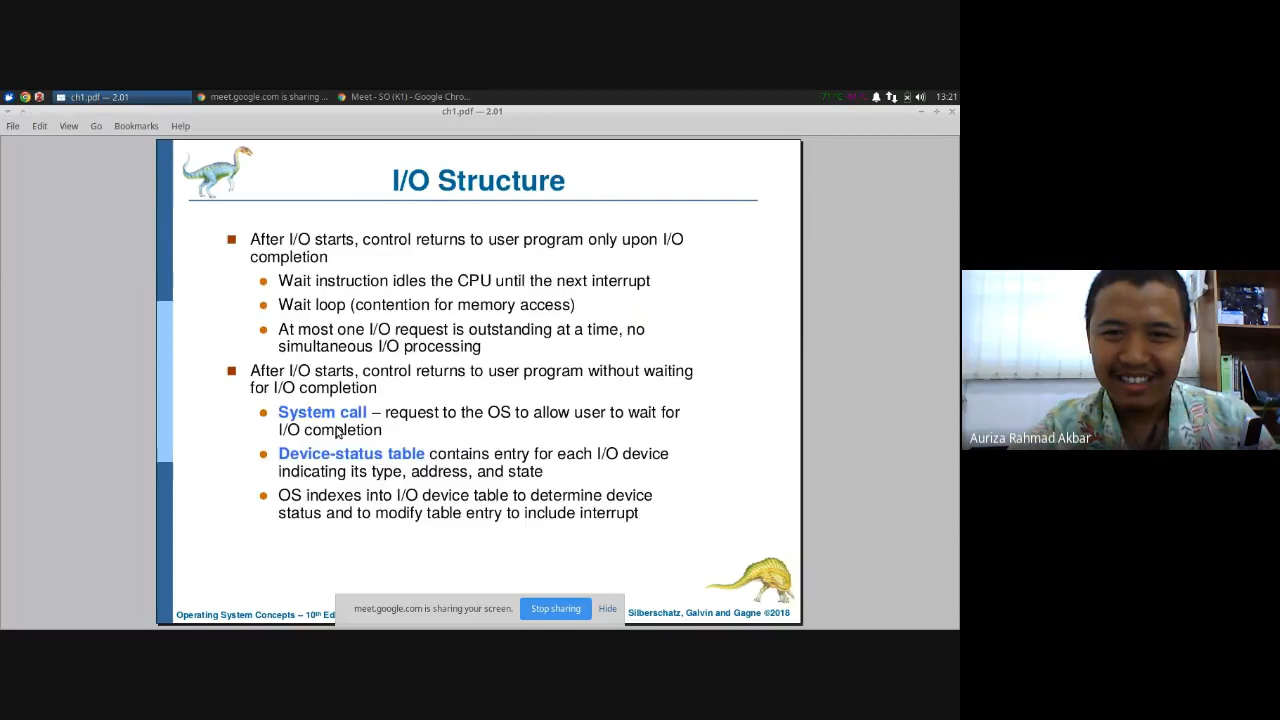 ch1.pdf — 2.01
meet.google.com is sharing ...
Meet - SO (K1) - Google Chro...
71 °C
13:21
ch1.pdf — 2.01
File Edit View Go Bookmarks Help
I/O Structure
After I/O starts, control returns to user program only upon I/O
completion
Wait instruction idles the CPU until the next interrupt
Wait loop (contention for memory access)
At most one I/O request is outstanding at a time, no
simultaneous I/O processing
After I/O starts, control returns to user program without waiting
for I/O completion
System call – request to the OS to allow user to wait for
I/O completion
Device-status table contains entry for each I/O device
indicating its type, address, and state
OS indexes into I/O device table to determine device
status and to modify table entry to include interrupt
Operating System Concepts – 10th Ed
meet.google.com is sharing your screen.
Stop sharing
Hide
Silberschatz, Galvin and Gagne ©2018
Auriza Rahmad Akbar